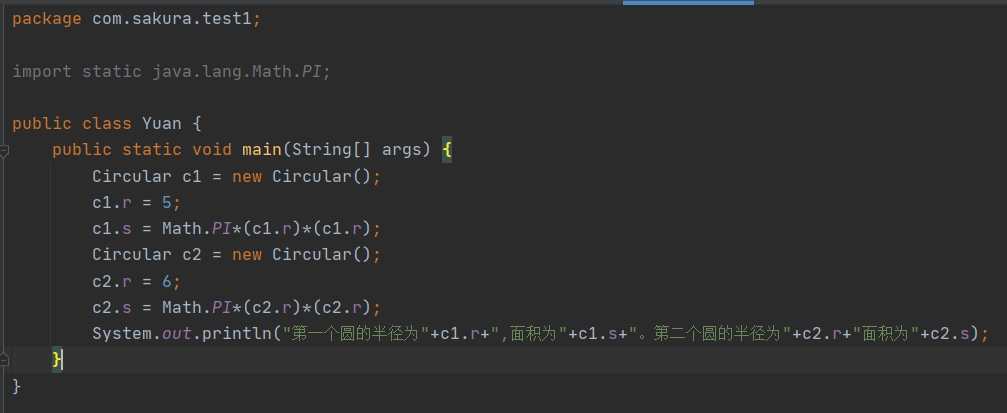 package com.sakura.test1;
import static java.lang.Math.PI;
public class Yuan {
public static void main(String[] args) {
Circular c1 = new Circular();
c1.r = 5;
c1.s = Math.PI*(c1.r)*(c1.r);
Circular c2 = new Circular();
c2.r = 6;
c2.s = Math.PI*(c2.r)*(c2.r);
System.out.println("第一个圆的半径为"+c1.r+",面积为"+c1.s+"。第二个圆的半径为"+c2.r+"面积为"+c2.s);
}
}